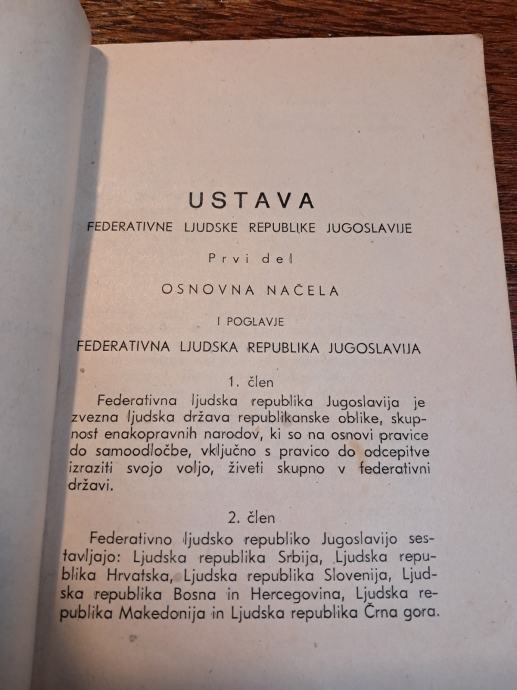 USTAVA
FEDERATIVNE LJUDSKE REPUBLIKE JUGOSLAVIJE
Prvi del
OSNOVNA NAČELA
I POGLAVJE
FEDERATIVNA LJUDSKA REPUBLIKA JUGOSLAVIJA
1. člen
Federativna ljudska republika Jugoslavija je
zvezna ljudska država republikanske oblike, skup-
nost enakopravnih narodov, ki so na osnovi pravice
do samoodločbe, vključno s pravico do odcepitve
izraziti svojo voljo, živeti skupno v federativni
državi.
2. člen
Federativno ljudsko republiko Jugoslavijo ses-
tavljajo: Ljudska republika Srbija, Ljudska repu-
blika Hrvatska, Ljudska republika Slovenija, Ljud-
ska republika Bosna in Hercegovina, Ljudska re-
publika Makedonija in Ljudska republika Črna gora.